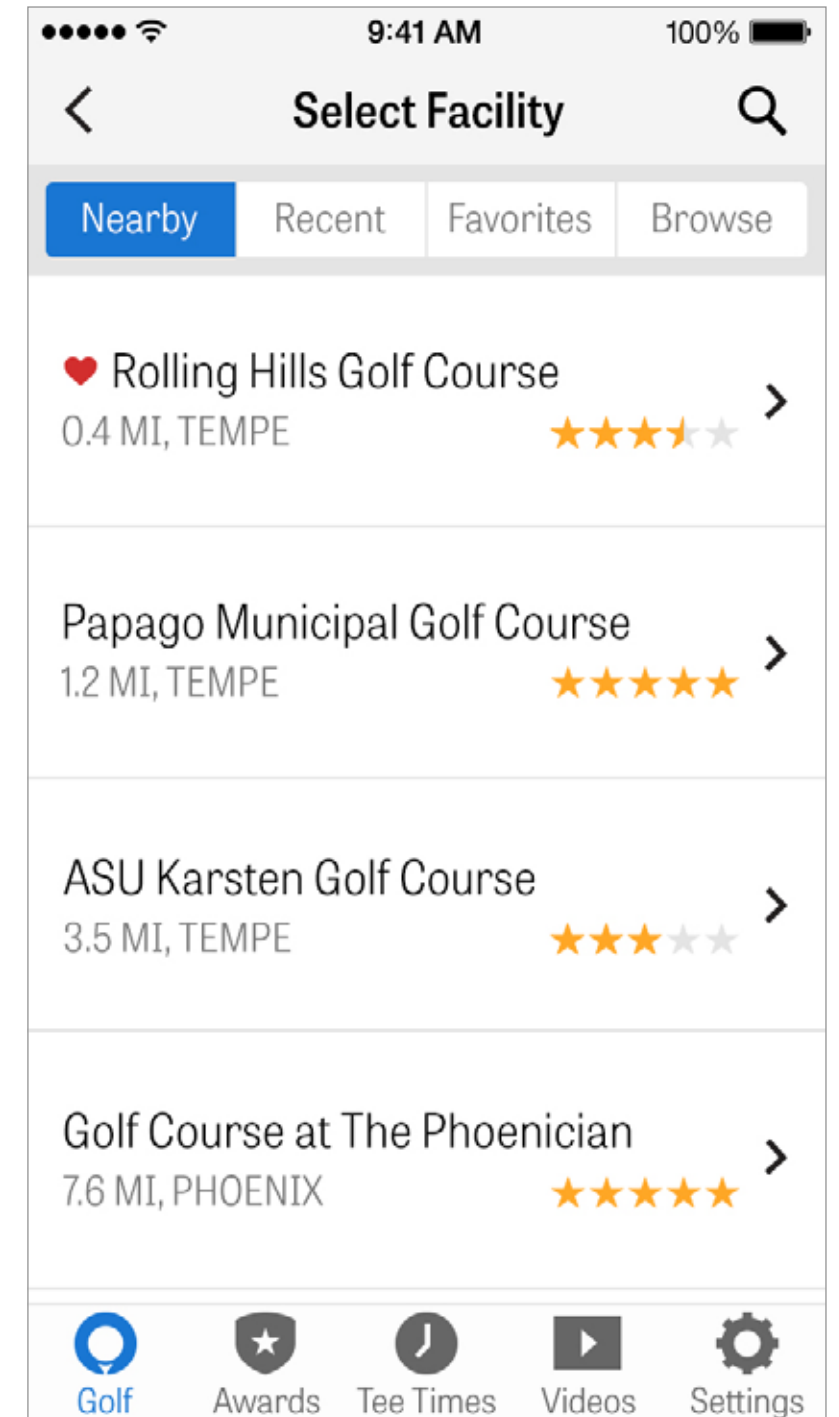 9:41 AM 100%
Select Facility
Nearby Recent Favorites Browse
Rolling Hills Golf Course
0.4 MI, TEMPE
Papago Municipal Golf Course
1.2 MI, TEMPE
ASU Karsten Golf Course
3.5 MI, TEMPE
Golf Course at The Phoenician
7.6 MI, PHOENIX
Golf Awards Tee Times Videos Settings